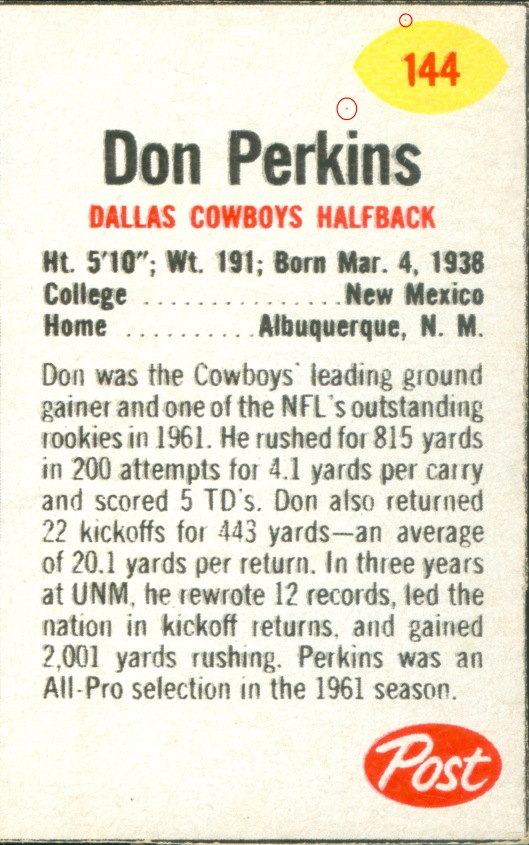 144
Don Perkins
DALLAS COWBOYS HALFBACK
Ht. 5'10"; Wt. 191; Born Mar. 4, 1938
College ................New Mexico
Home ..........Albuquerque, N. M.
Don was the Cowboys' leading ground
gainer and one of the NFL's outstanding
rookies in 1961. He rushed for 815 yards
in 200 attempts for 4.1 yards per carry
and scored 5 TD's. Don also returned
22 kickoffs for 443 yards—an average
of 20.1 yards per return. In three years
at UNM, he rewrote 12 records, led the
nation in kickoff returns, and gained
2,001 yards rushing. Perkins was an
All-Pro selection in the 1961 season.
Post